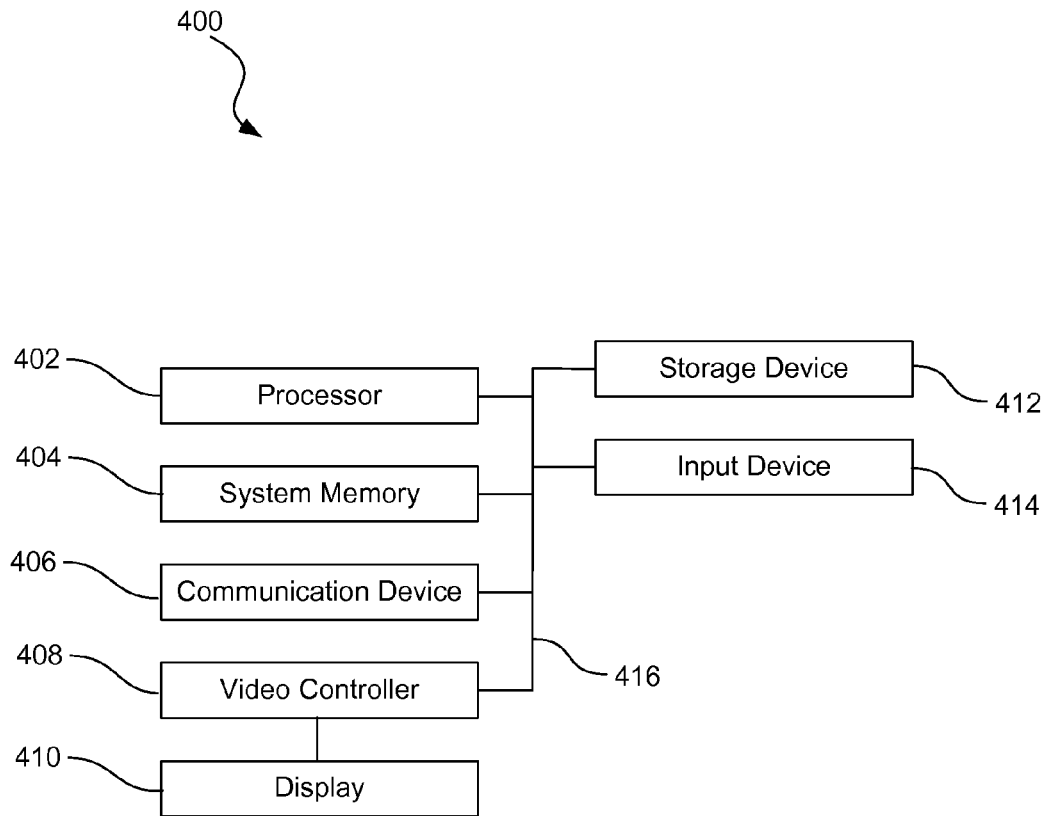 400
402
Processor
Storage Device
412
404
System Memory
Input Device
414
406
Communication Device
408
Video Controller
416
410
Display